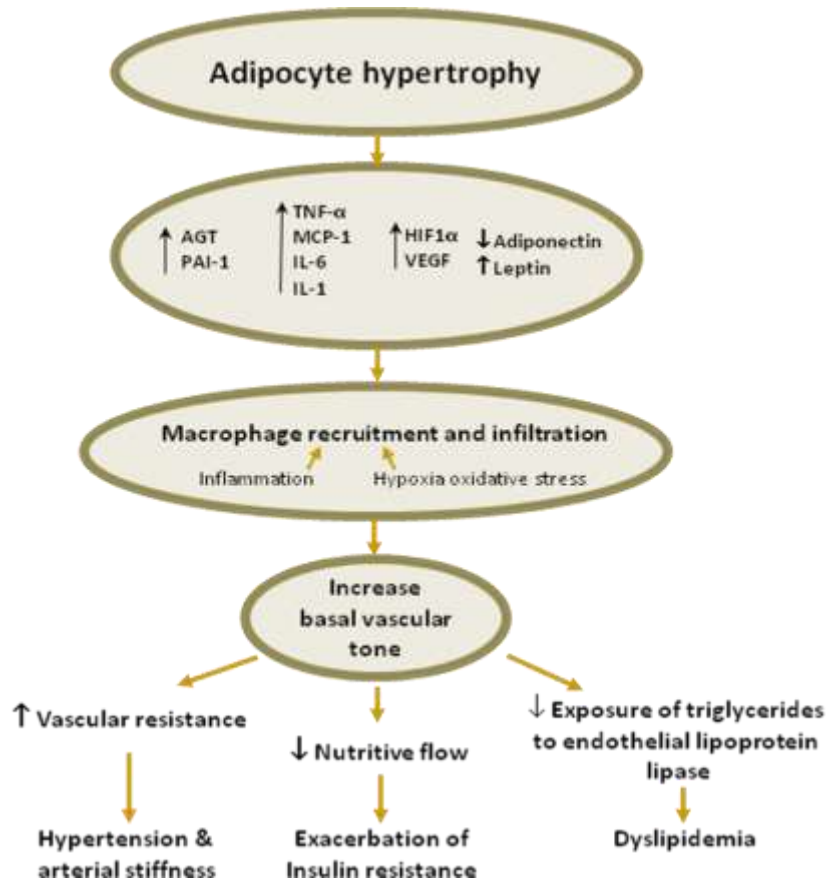 Adipocyte hypertrophy
↑ AGT
PAI-1
↑ TNF-α
MCP-1
IL-6
IL-1
↑ HIF1α
VEGF
↓ Adiponectin
↑ Leptin
Macrophage recruitment and infiltration
Inflammation
Hypoxia oxidative stress
Increase
basal vascular
tone
↑ Vascular resistance
↓ Nutritive flow
↓ Exposure of triglycerides
to endothelial lipoprotein
lipase
Hypertension &
arterial stiffness
Exacerbation of
Insulin resistance
Dyslipidemia